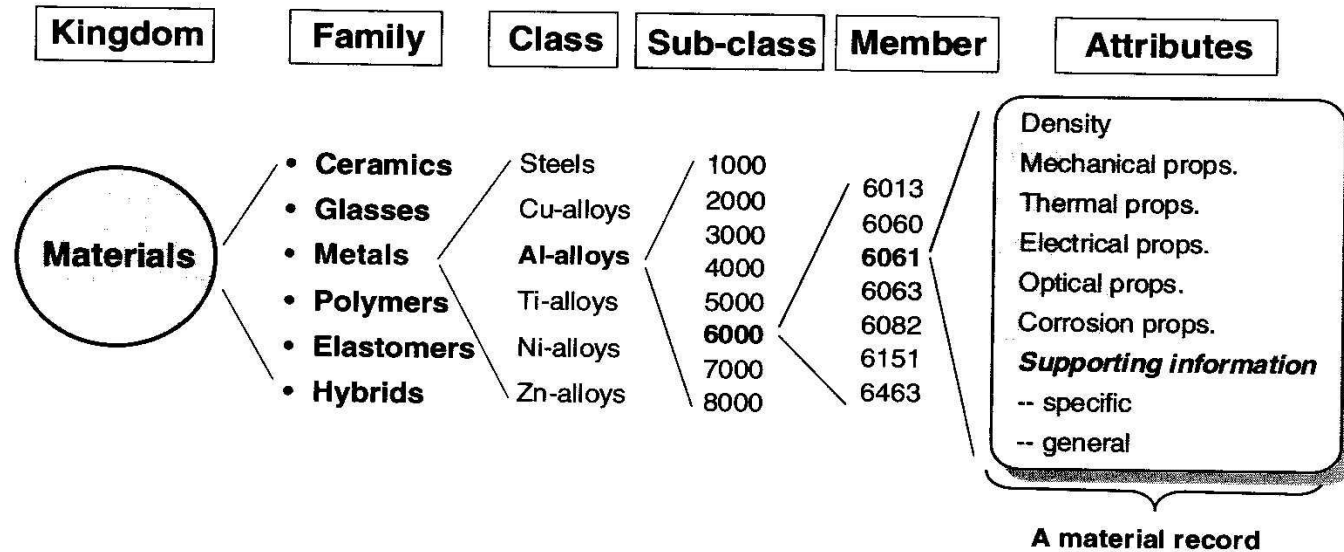 Kingdom
Family
Class
Sub-class
Member
Attributes
Materials
• Ceramics
• Glasses
• Metals
• Polymers
• Elastomers
• Hybrids
Steels
Cu-alloys
Al-alloys
Ti-alloys
Ni-alloys
Zn-alloys
1000
2000
3000
4000
5000
6000
7000
8000
6013
6060
6061
6063
6082
6151
6463
Density
Mechanical props.
Thermal props.
Electrical props.
Optical props.
Corrosion props.
Supporting information
-- specific
-- general
A material record